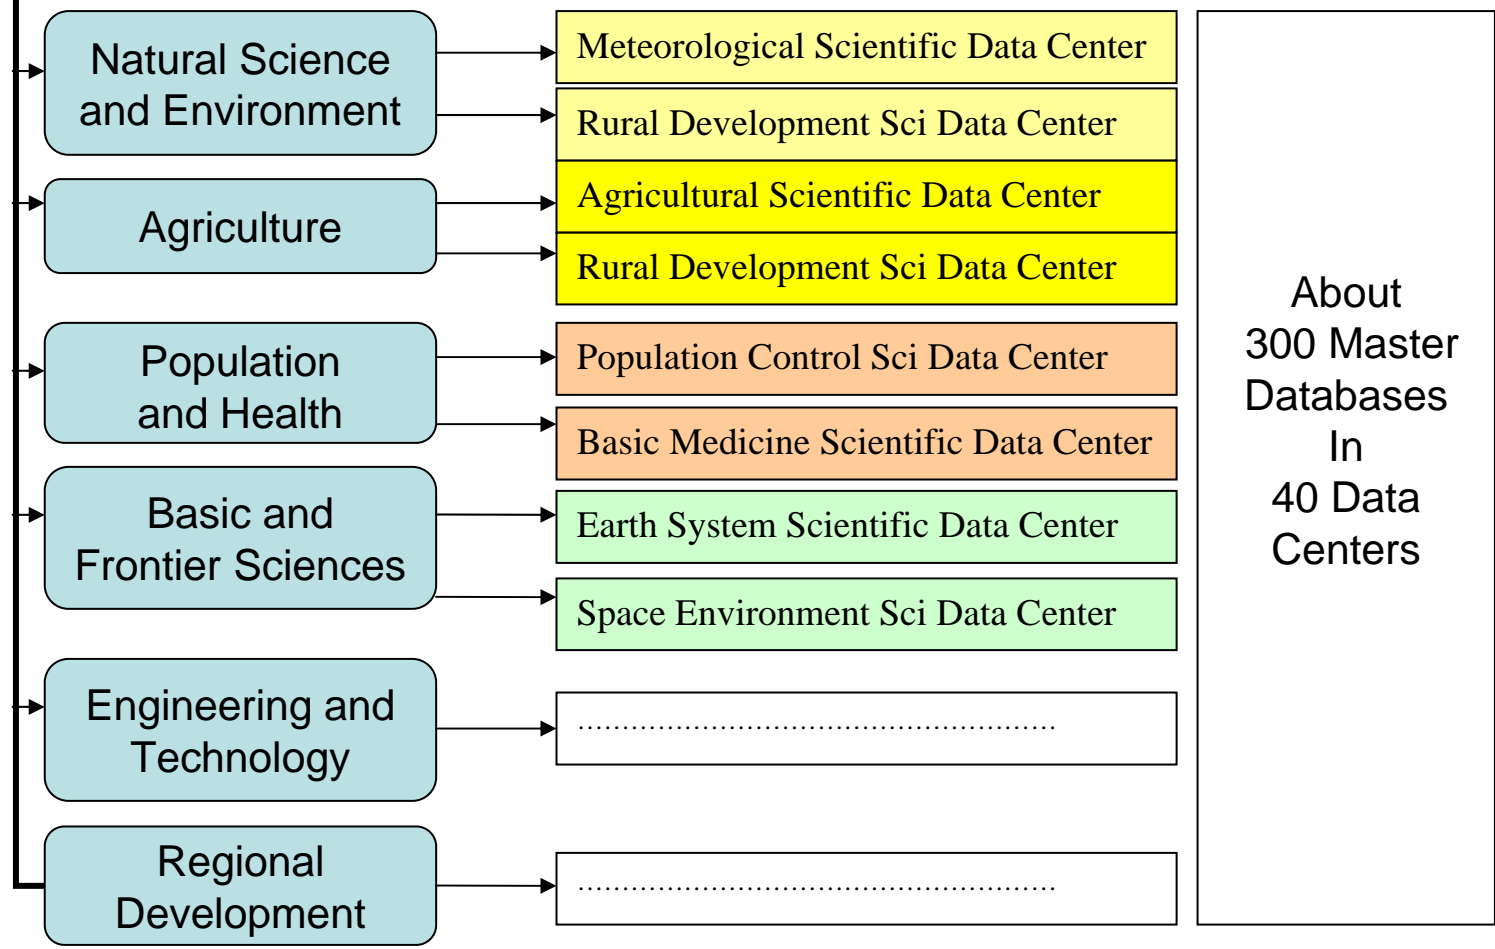 Natural Science
and Environment
Meteorological Scientific Data Center
Rural Development Sci Data Center
Agriculture
Agricultural Scientific Data Center
Rural Development Sci Data Center
Population
and Health
Population Control Sci Data Center
Basic Medicine Scientific Data Center
Basic and
Frontier Sciences
Earth System Scientific Data Center
Space Environment Sci Data Center
Engineering and
Technology
......................................................
Regional
Development
......................................................
About
300 Master
Databases
In
40 Data
Centers